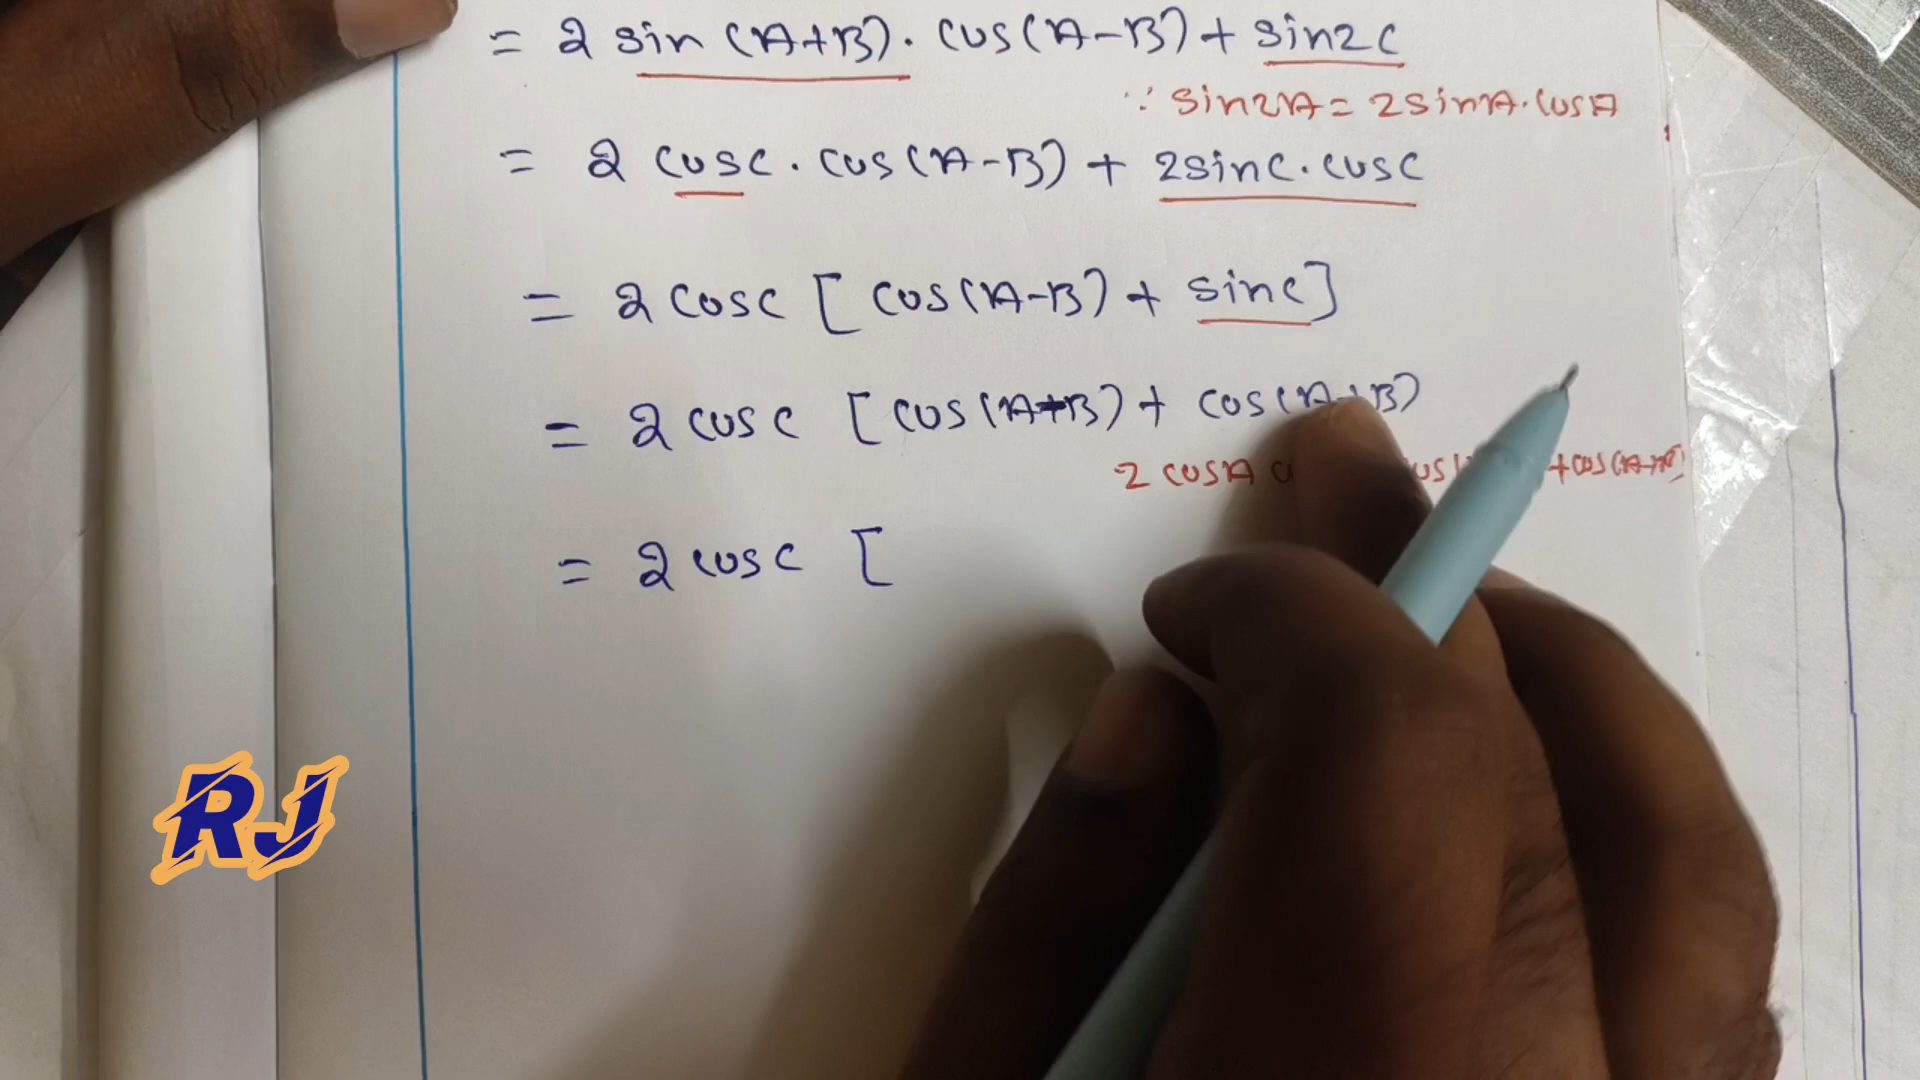 = 2 sin (A+B). cos(A-B) + sin2C
∵ sin2A = 2sinA.cosA
= 2 cosC . cos(A-B) + 2sinC.cosC
= 2 cosC [ cos(A-B) + sinC]
= 2 cosC [cos(A-B) + cos(A+B)
2 cosA +cos(A+B)
= 2 cosC [
RJ